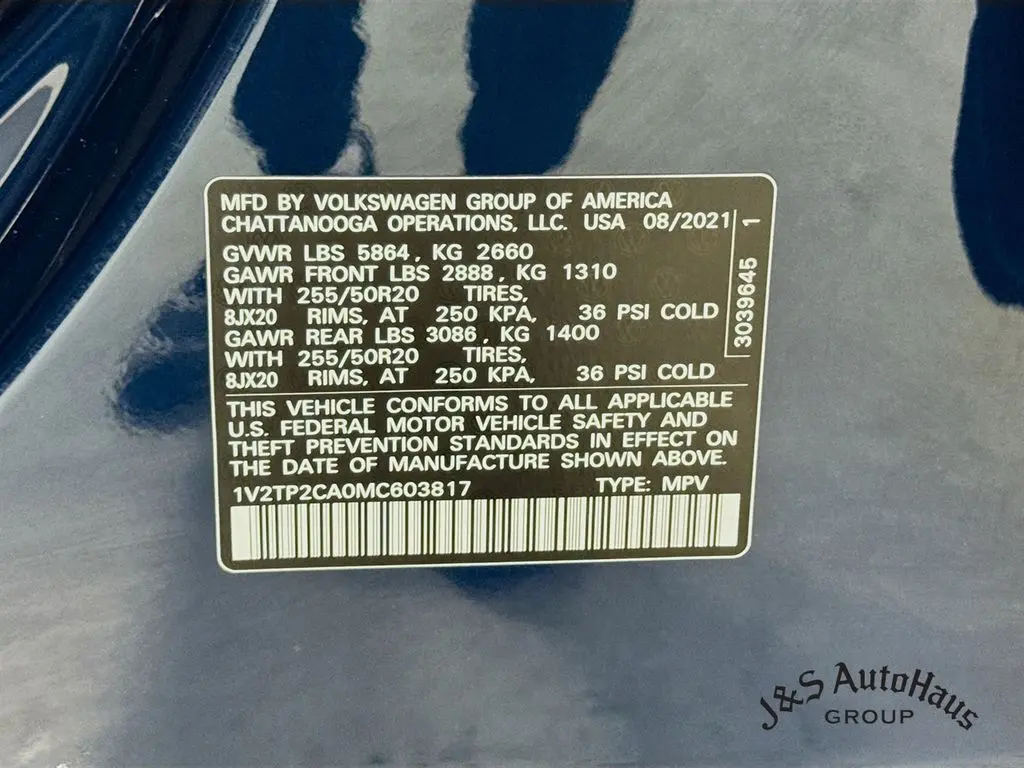 MFD BY VOLKSWAGEN GROUP OF AMERICA
CHATTANOOGA OPERATIONS, LLC. USA 08/2021
GVWR LBS 5864, KG 2660
GAWR FRONT LBS 2888, KG 1310
WITH 255/50R20 TIRES,
8JX20 RIMS, AT 250 KPA, 36 PSI COLD
GAWR REAR LBS 3086, KG 1400
WITH 255/50R20 TIRES,
8JX20 RIMS, AT 250 KPA, 36 PSI COLD
3039645 1
THIS VEHICLE CONFORMS TO ALL APPLICABLE
U.S. FEDERAL MOTOR VEHICLE SAFETY AND
THEFT PREVENTION STANDARDS IN EFFECT ON
THE DATE OF MANUFACTURE SHOWN ABOVE.
1V2TP2CA0MC603817 TYPE: MPV
J&S AutoHaus
GROUP